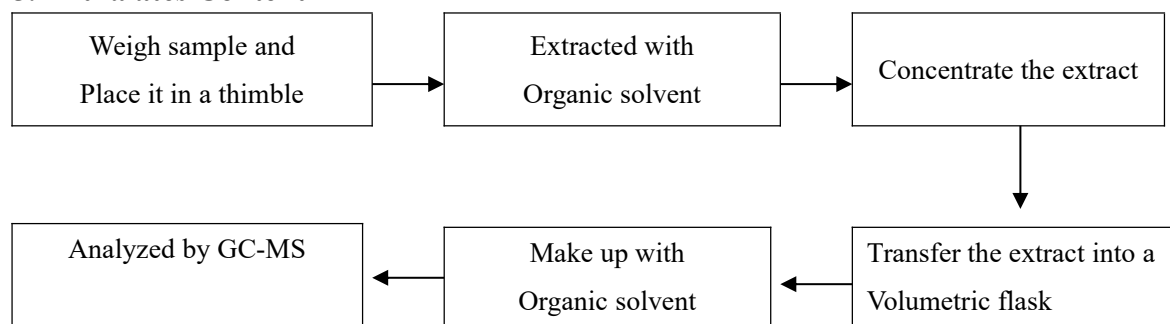 Weigh sample and
Place it in a thimble
Extracted with
Organic solvent
Concentrate the extract
Transfer the extract into a
Volumetric flask
Make up with
Organic solvent
Analyzed by GC-MS